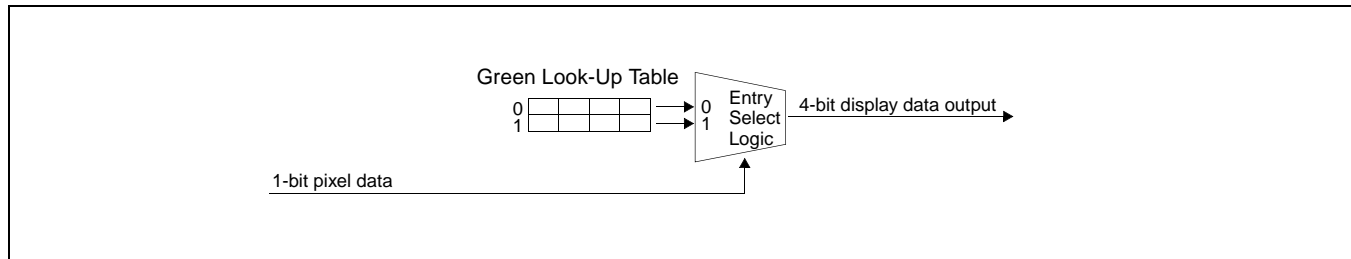 Green Look-Up Table
0
1
0
1
Entry
Select
Logic
4-bit display data output
1-bit pixel data